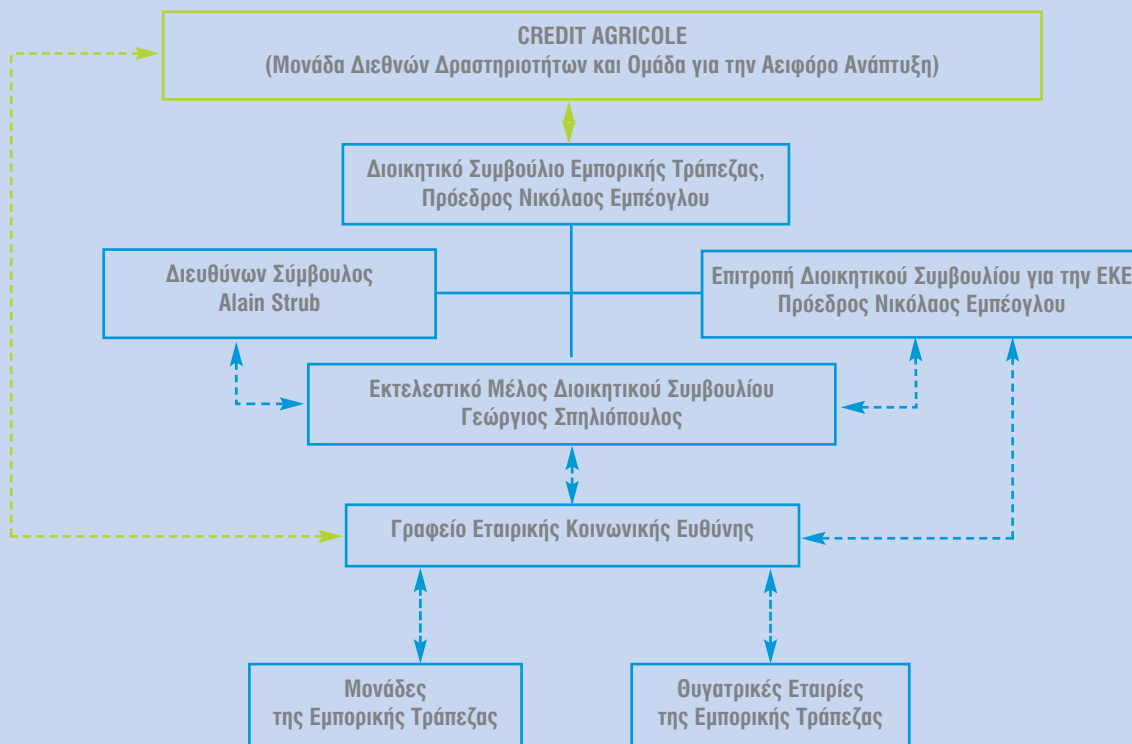 CREDIT AGRICOLE
(Μονάδα Διεθνών Δραστηριοτήτων και Ομάδα για την Αειφόρο Ανάπτυξη)
Διοικητικό Συμβούλιο Εμπορικής Τράπεζας,
Πρόεδρος Νικόλαος Εμπέογλου
Διευθύνων Σύμβουλος
Alain Strub
Επιτροπή Διοικητικού Συμβουλίου για την ΕΚΕ
Πρόεδρος Νικόλαος Εμπέογλου
Εκτελεστικό Μέλος Διοικητικού Συμβουλίου
Γεώργιος Σπηλιόπουλος
Γραφείο Εταιρικής Κοινωνικής Ευθύνης
Μονάδες
της Εμπορικής Τράπεζας
Θυγατρικές Εταιρίες
της Εμπορικής Τράπεζας